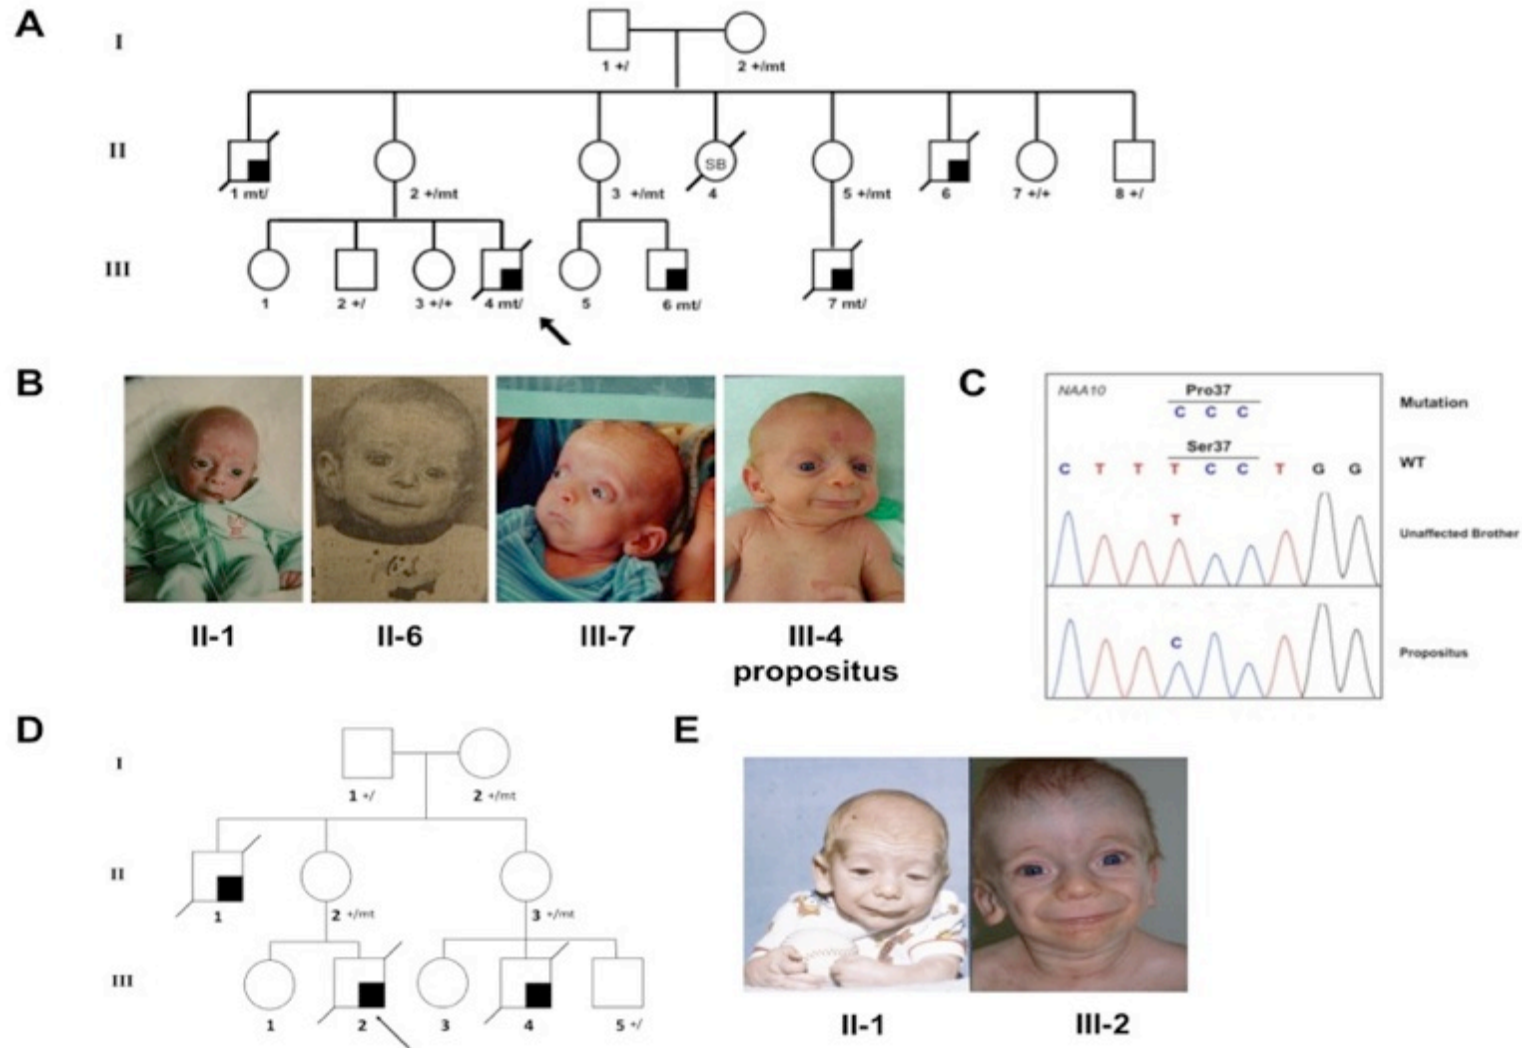 A
I
1 +/ 2 +/mt
II
SB
1 mt/ 2 +/mt 3 +/mt 4 5 +/mt 6 7 +/+ 8 +/
III
1 2 +/ 3 +/+ 4 mt/ 5 6 mt/ 7 mt/
B
II-1 II-6 III-7 III-4
propositus
C
NAA10 Pro37 Mutation
C C C
Ser37
C T T T C C T G G WT
T Unaffected Brother
C Propositus
D
I
1 +/ 2 +/mt
II
1 2 +/mt 3 +/mt
III
1 2 3 4 5 +/
E
II-1 III-2